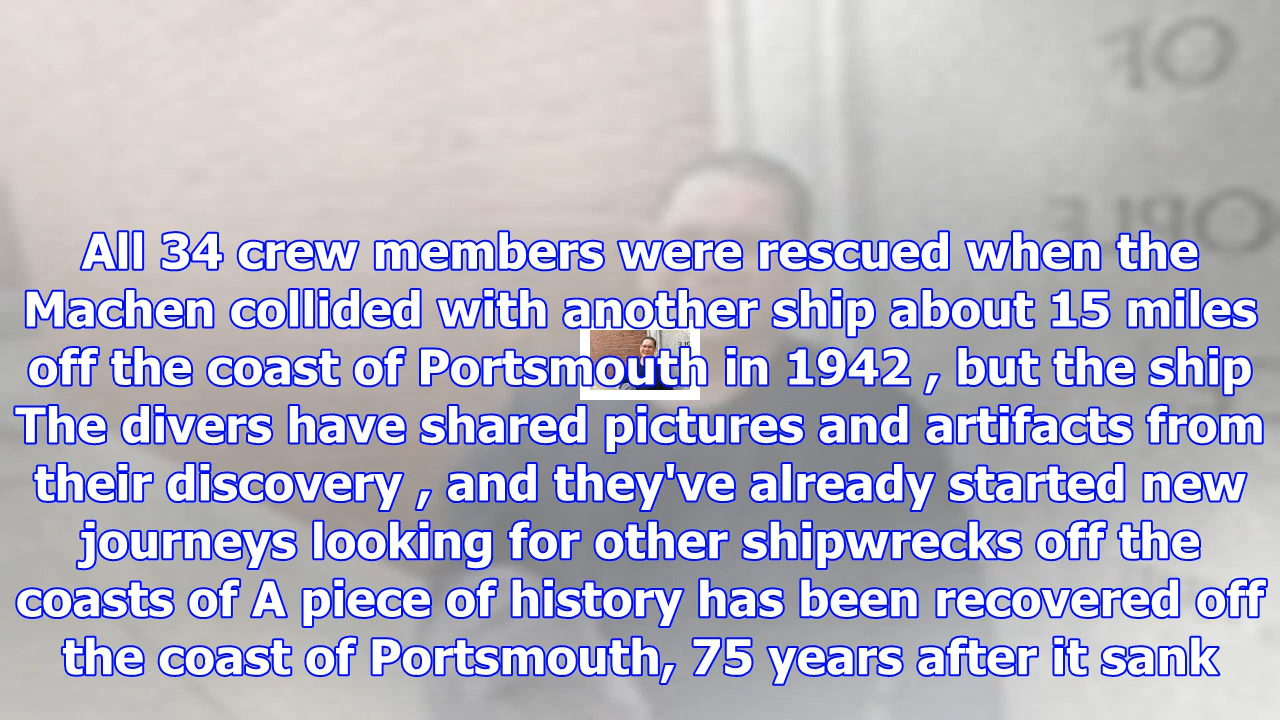 OF
OBLE
All 34 crew members were rescued when the
Machen collided with another ship about 15 miles
off the coast of Portsmouth in 1942 , but the ship
The divers have shared pictures and artifacts from
their discovery , and they've already started new
journeys looking for other shipwrecks off the
coasts of A piece of history has been recovered off
the coast of Portsmouth, 75 years after it sank